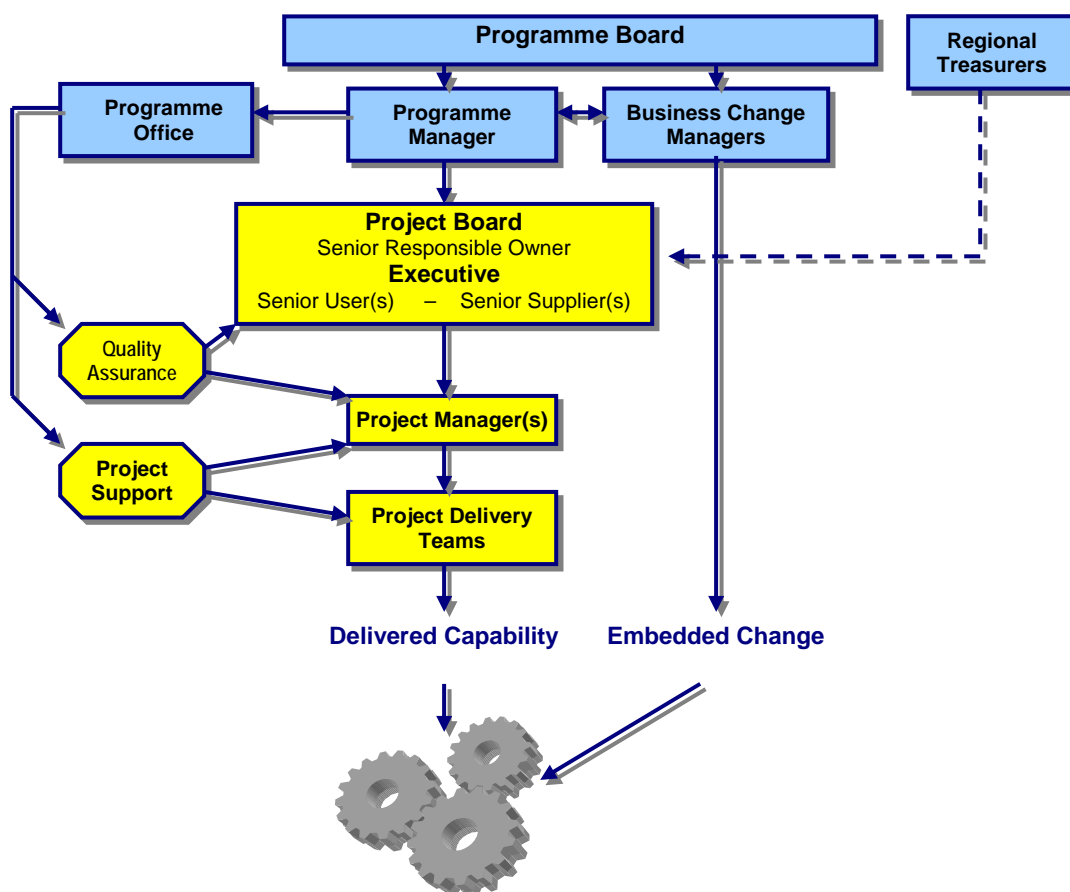 Programme Board
Regional
Treasurers
Programme
Office
Programme
Manager
Business Change
Managers
Project Board
Senior Responsible Owner
Executive
Senior User(s) – Senior Supplier(s)
Quality
Assurance
Project Manager(s)
Project
Support
Project Delivery
Teams
Delivered Capability
Embedded Change